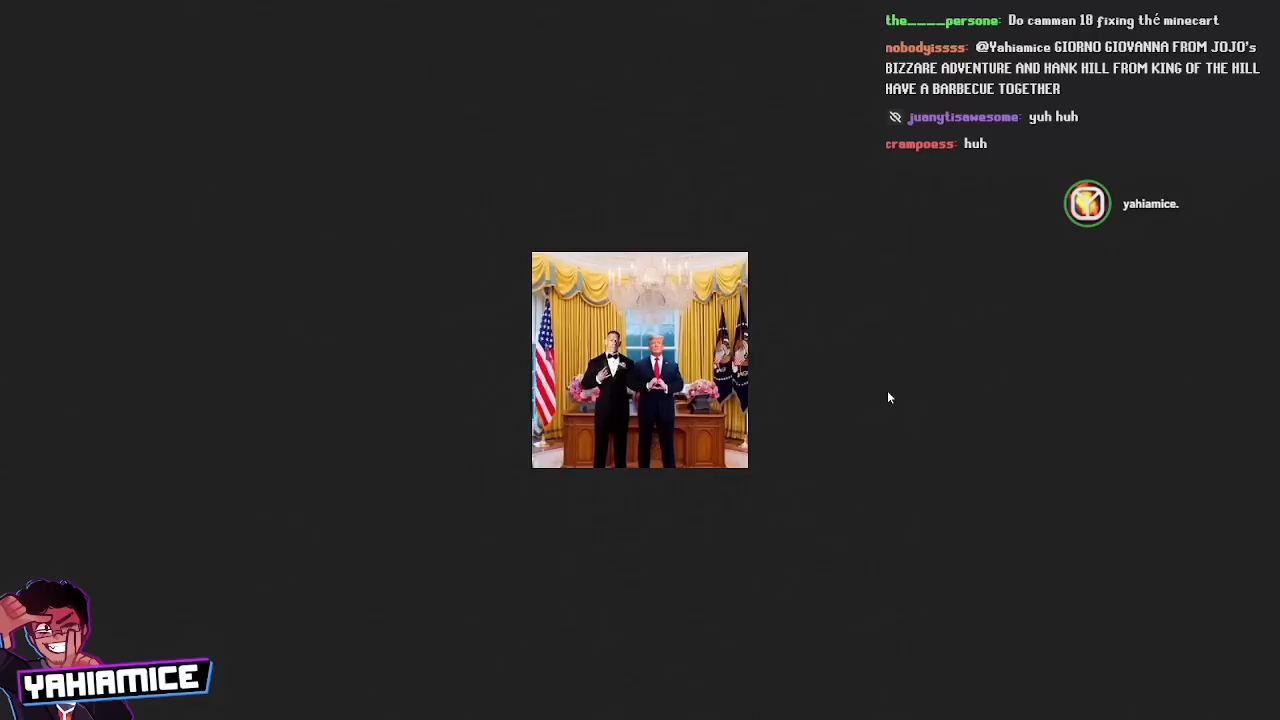 the____persone: Do camman 18 fixing thé minecart
nobodyissss: @Yahiamice GIORNO GIOVANNA FROM JOJO's
BIZZARE ADVENTURE AND HANK HILL FROM KING OF THE HILL
HAVE A BARBECUE TOGETHER
juanytisawesome: yuh huh
crampoess: huh
yahiamice.
YAHIAMICE